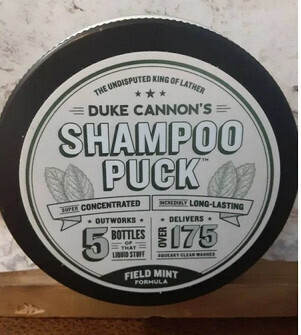 THE UNDISPUTED KING OF LATHER
DUKE CANNON'S
SHAMPOO
PUCK™
SUPER CONCENTRATED
INCREDIBLY LONG-LASTING
OUTWORKS
5 BOTTLES
OF THAT
LIQUID STUFF
DELIVERS
OVER 175
SQUEAKY CLEAN WASHES
FIELD MINT
FORMULA